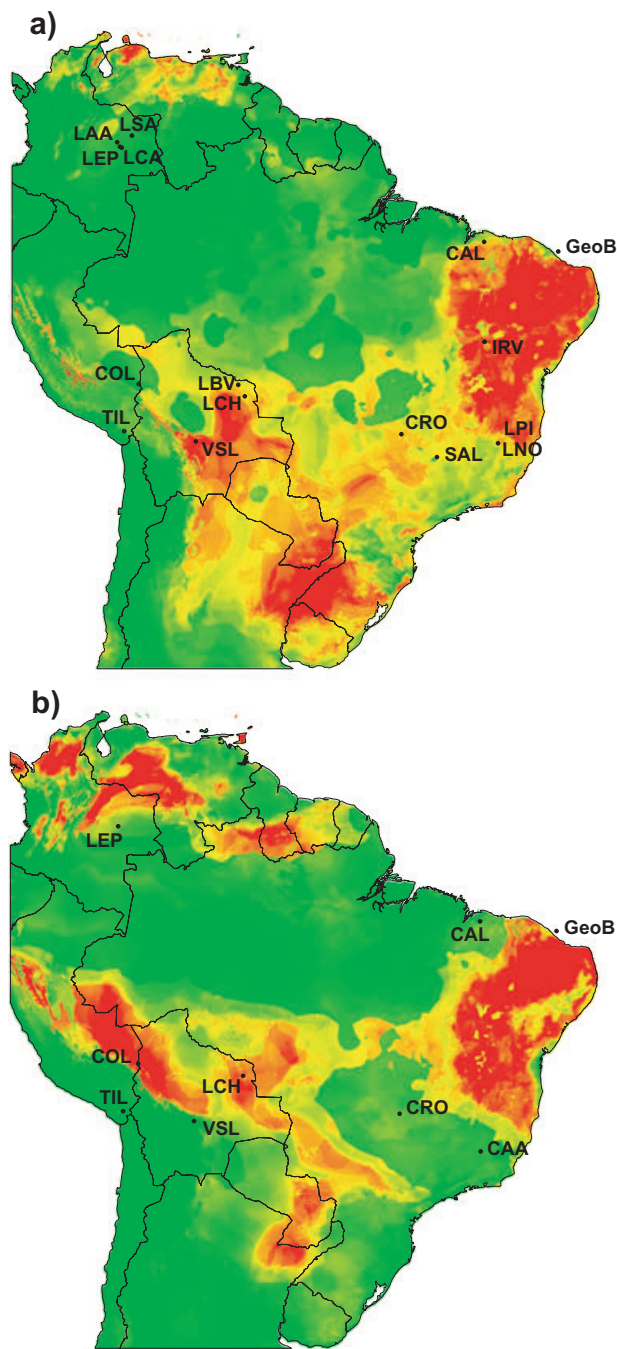 a)
LSA
LAA
LEP LCA
CAL
GeoB
IRV
COL
LBV
LCH
TIL
CRO
LPI
VSL
SAL
LNO
b)
LEP
CAL
GeoB
COL
LCH
TIL
CRO
VSL
CAA